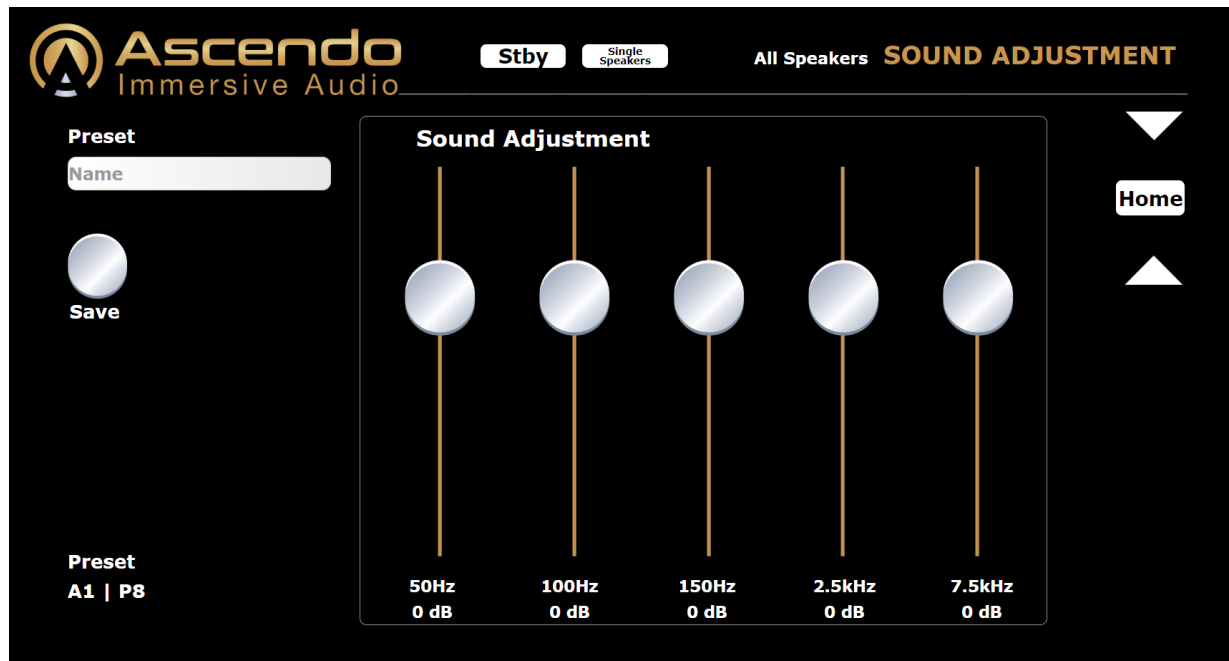 Ascendo
Immersive Audio
Stby
Single
Speakers
All Speakers SOUND ADJUSTMENT
Preset
Name
Save
Sound Adjustment
Home
50Hz 100Hz 150Hz 2.5kHz 7.5kHz
0 dB 0 dB 0 dB 0 dB 0 dB
Preset
A1 | P8